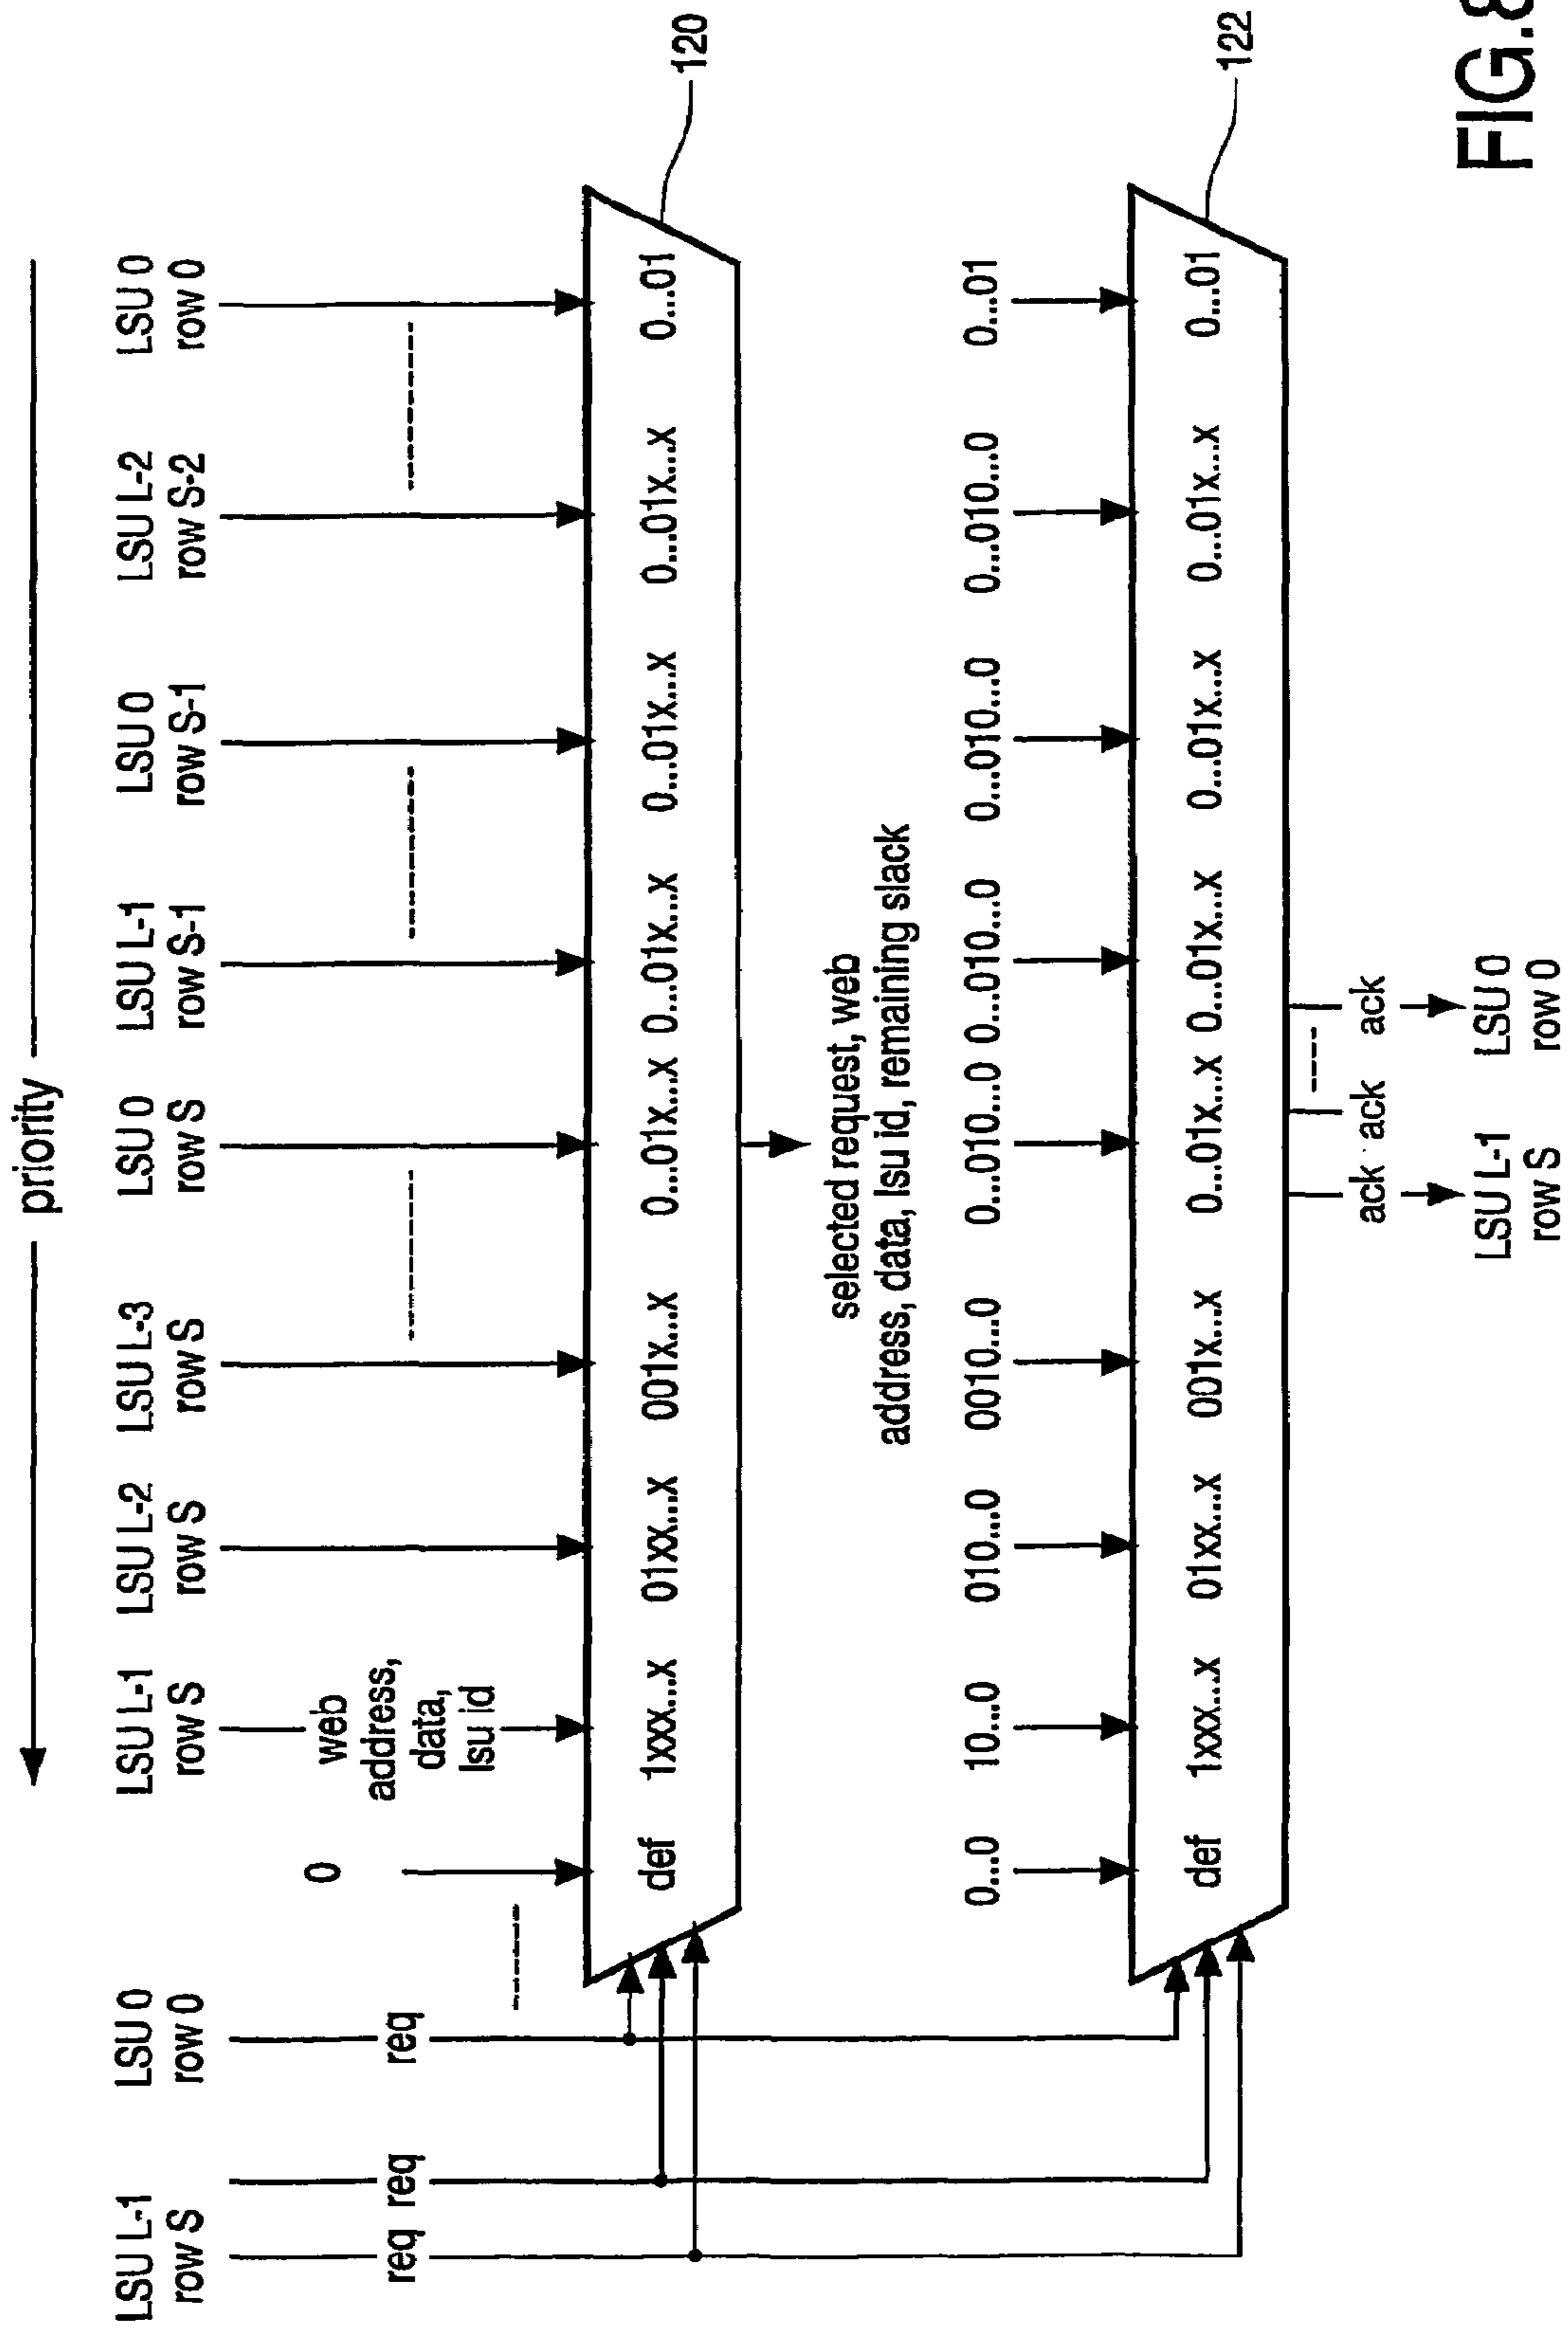 priority
LSU L-1
row S
LSU 0
row 0
LSU L-1
row S
LSU L-2
row S
LSU L-3
row S
LSU 0
row S
LSU L-1
row S-1
LSU 0
row S-1
LSU L-2
row S-2
LSU 0
row 0
req req req
0
web
address,
data,
lsu id
def 1xxx...x 01xx...x 001x...x 0...01x...x 0...01x...x 0...01x...x 0...01x...x 0...01
120
selected request, web
address, data, lsu id, remaining slack
0...0 10...0 010...0 0010...0 0...010...0 0...010...0 0...010...0 0...010...0 0...01
def 1xxx...x 01xx...x 001x...x 0...01x...x 0...01x...x 0...01x...x 0...01x...x 0...01
122
ack ack ack
LSU L-1
row S
LSU 0
row 0
FIG.8